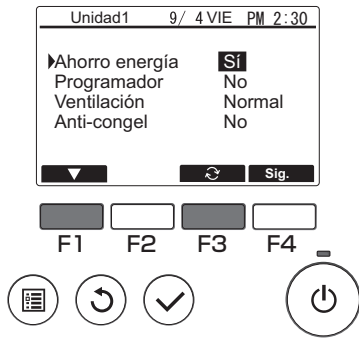 Unidad1 9/ 4 VIE PM 2:30
Ahorro energía Sí
Programador No
Ventilación Normal
Anti-congel No
Sig.
F1 F2 F3 F4